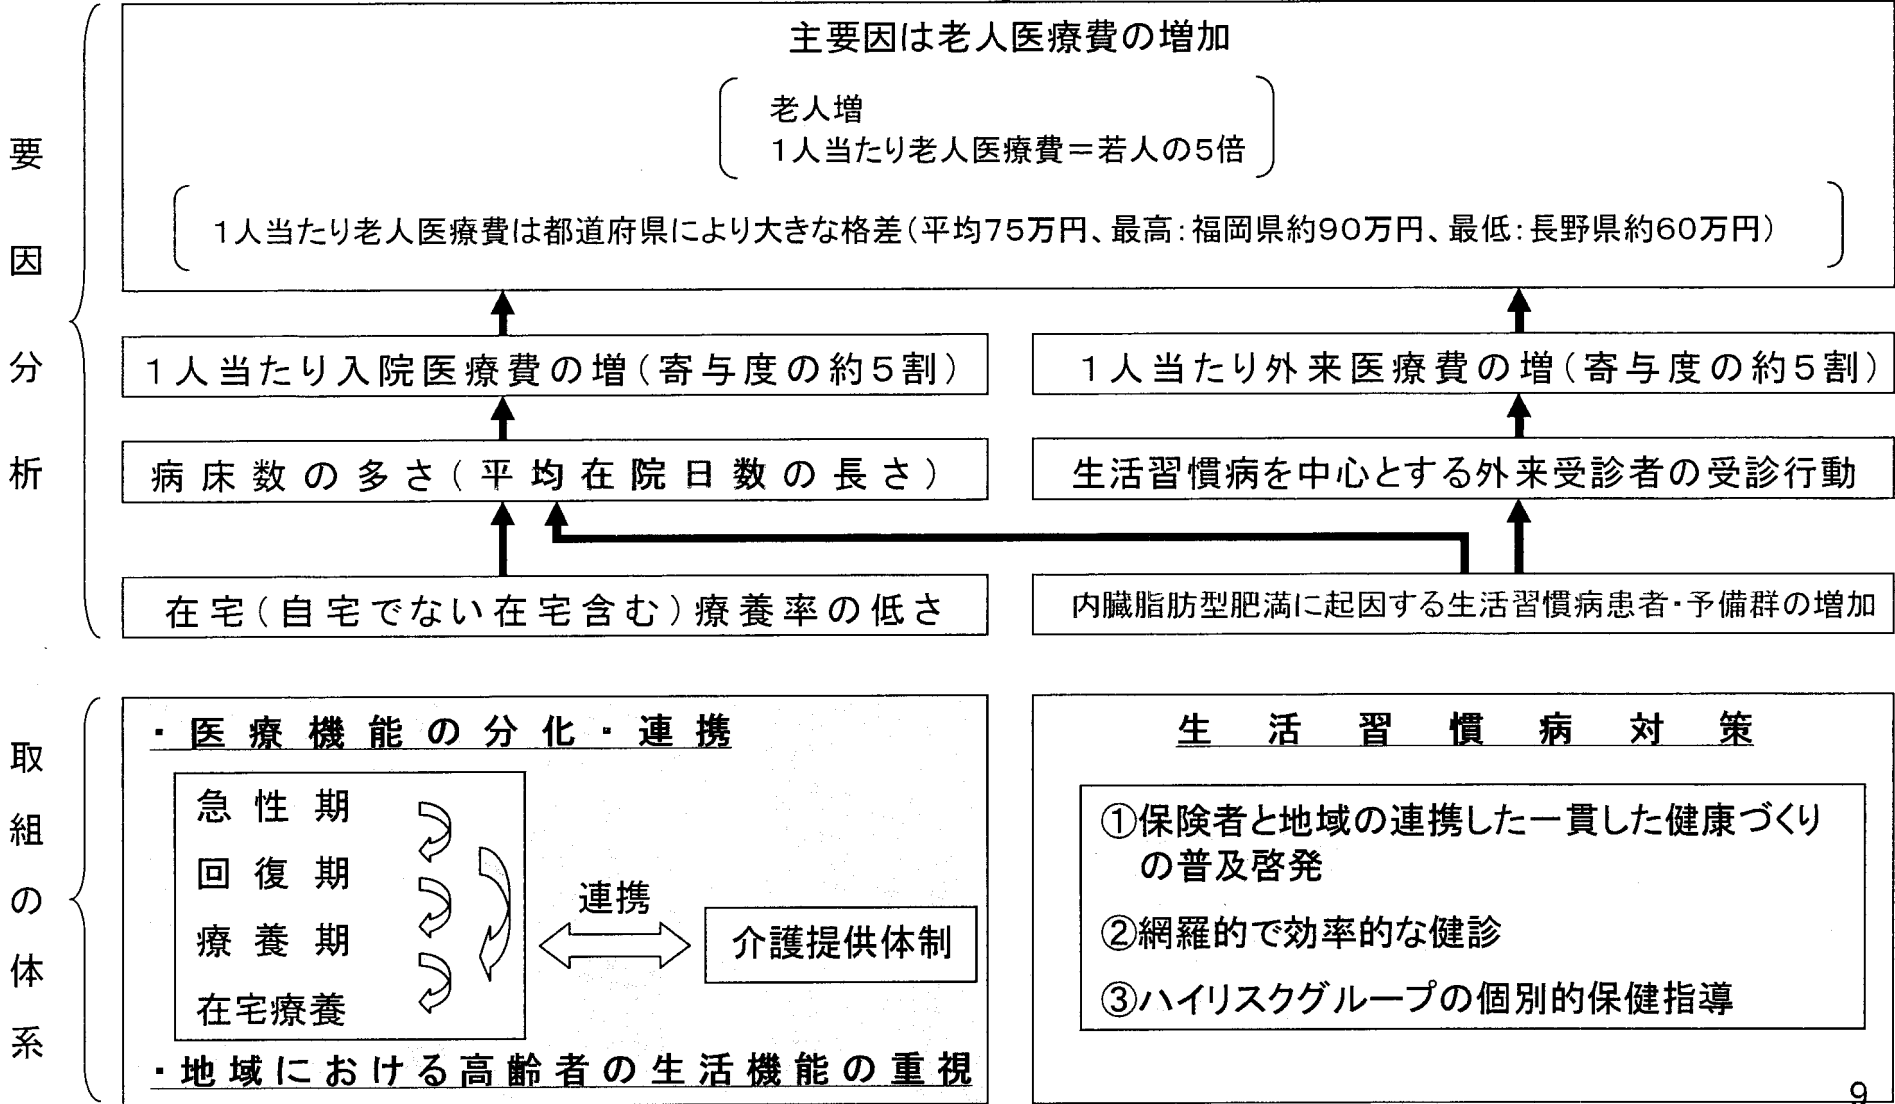 要因分析
主要因は老人医療費の増加
老人増
1人当たり老人医療費＝若人の5倍
1人当たり老人医療費は都道府県により大きな格差(平均75万円、最高:福岡県約90万円、最低:長野県約60万円)
1人当たり入院医療費の増(寄与度の約5割)
1人当たり外来医療費の増(寄与度の約5割)
病床数の多さ(平均在院日数の長さ)
生活習慣病を中心とする外来受診者の受診行動
在宅(自宅でない在宅含む)療養率の低さ
内臓脂肪型肥満に起因する生活習慣病患者・予備群の増加
取組の体系
・医療機能の分化・連携
急性期
回復期
療養期
在宅療養
連携
介護提供体制
・地域における高齢者の生活機能の重視
生活習慣病対策
①保険者と地域の連携した一貫した健康づくり
の普及啓発
②網羅的で効率的な健診
③ハイリスクグループの個別的保健指導
9